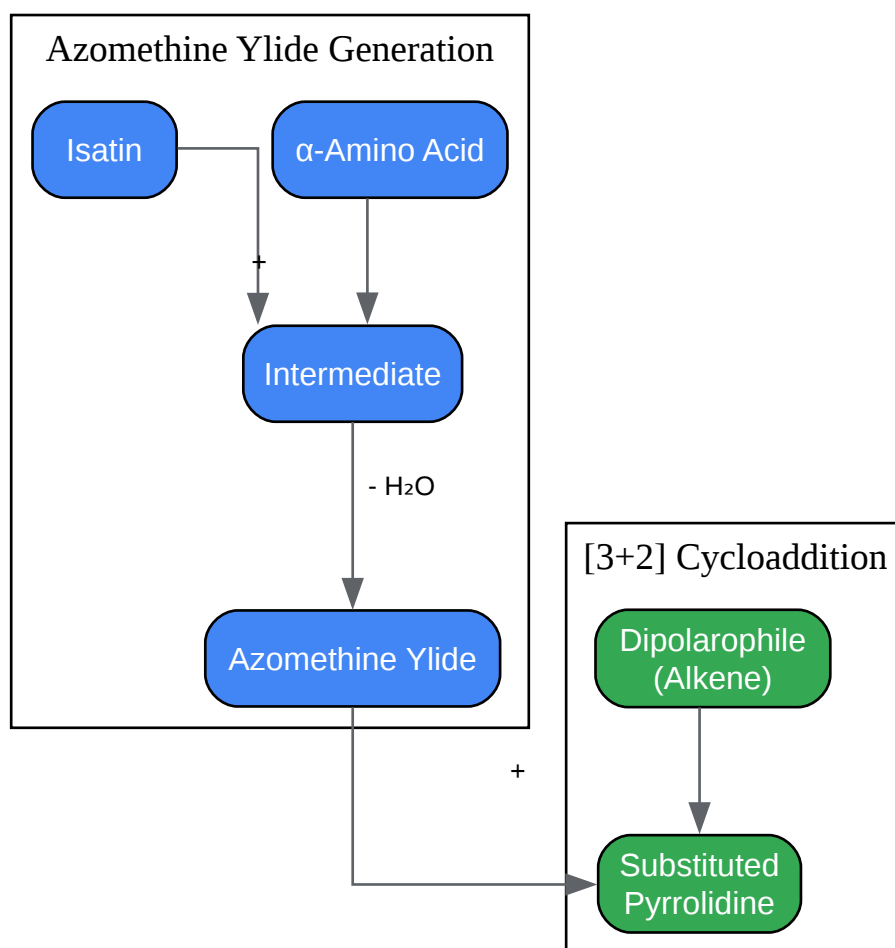 Azomethine Ylide Generation
Isatin
α-Amino Acid
+
Intermediate
- H₂O
Azomethine Ylide
+
[3+2] Cycloaddition
Dipolarophile
(Alkene)
Substituted
Pyrrolidine